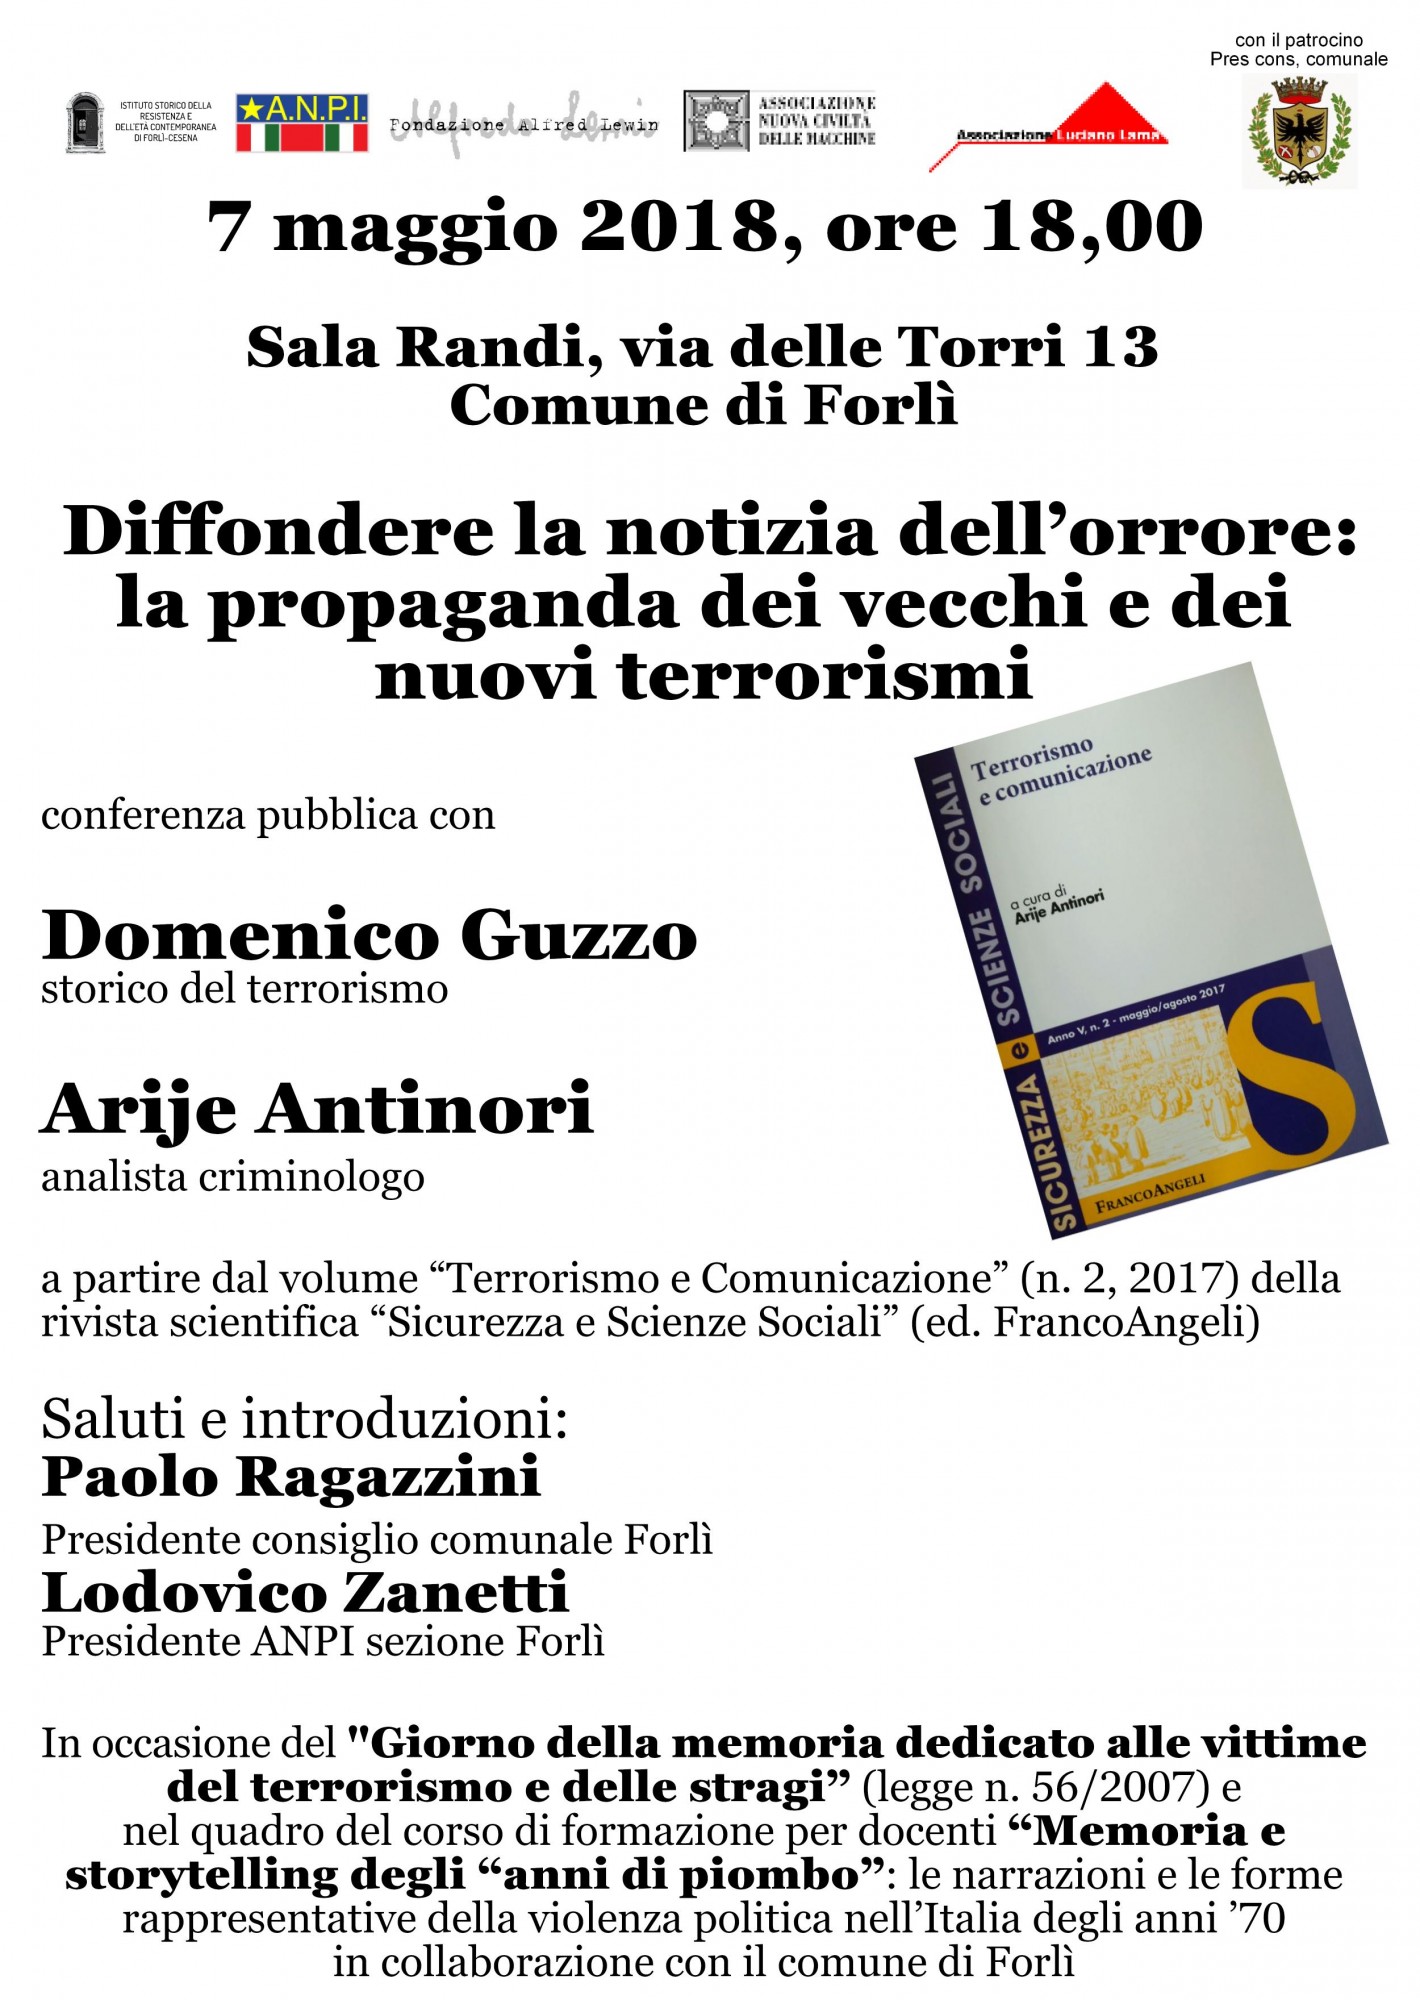 con il patrocino
Pres cons, comunale
ISTITUTO STORICO DELLA
RESISTENZA E
DELL'ETÀ CONTEMPORANEA
DI FORLÌ-CESENA
A.N.P.I.
Fondazione Alfred Lewin
ASSOCIAZIONE
NUOVA CIVILTÀ
DELLE MACCHINE
Associazione Luciano Lama
7 maggio 2018, ore 18,00
Sala Randi, via delle Torri 13
Comune di Forlì
Diffondere la notizia dell’orrore:
la propaganda dei vecchi e dei
nuovi terrorismi
Terrorismo
e comunicazione
a cura di
Arije Antinori
Anno V, n. 2 - maggio/agosto 2017
SICUREZZA e SCIENZE SOCIALI
S
FRANCOANGELI
conferenza pubblica con
Domenico Guzzo
storico del terrorismo
Arije Antinori
analista criminologo
a partire dal volume “Terrorismo e Comunicazione” (n. 2, 2017) della
rivista scientifica “Sicurezza e Scienze Sociali” (ed. FrancoAngeli)
Saluti e introduzioni:
Paolo Ragazzini
Presidente consiglio comunale Forlì
Lodovico Zanetti
Presidente ANPI sezione Forlì
In occasione del "Giorno della memoria dedicato alle vittime
del terrorismo e delle stragi” (legge n. 56/2007) e
nel quadro del corso di formazione per docenti “Memoria e
storytelling degli “anni di piombo”: le narrazioni e le forme
rappresentative della violenza politica nell’Italia degli anni ’70
in collaborazione con il comune di Forlì